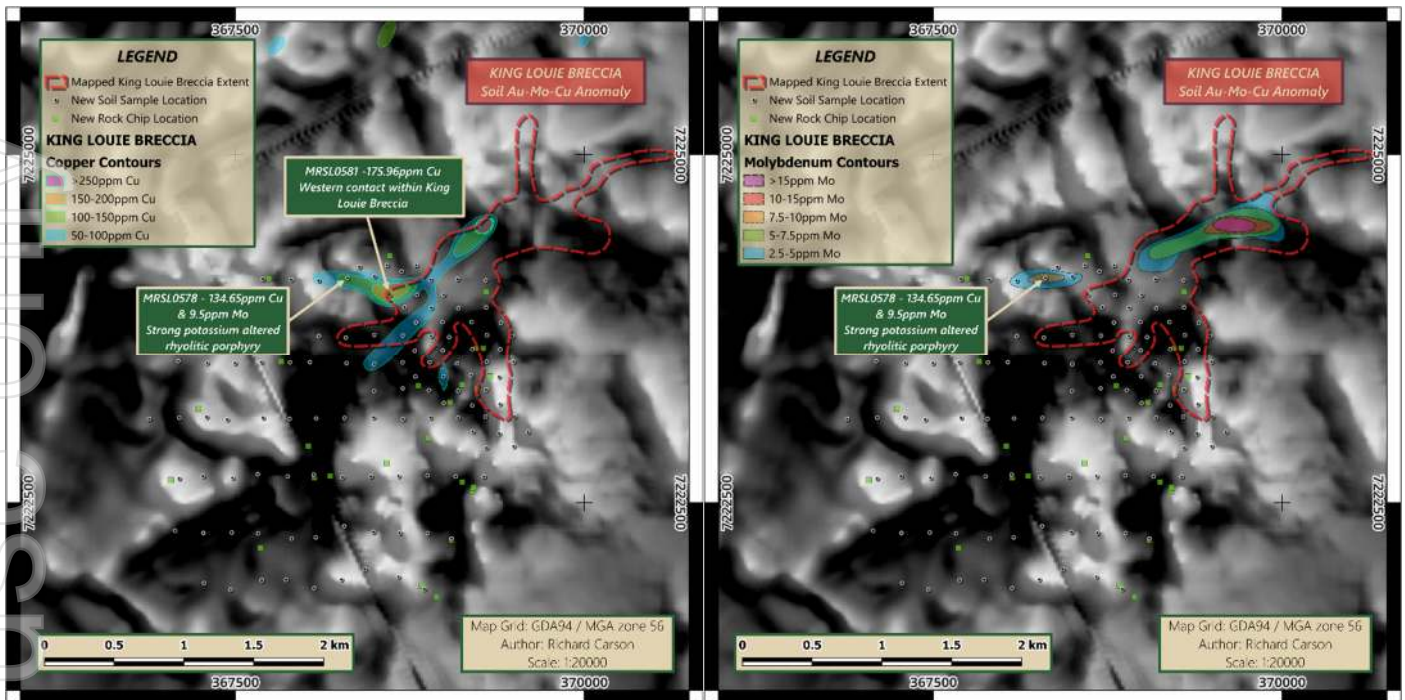 367500
370000
LEGEND
Mapped King Louie Breccia Extent
New Soil Sample Location
New Rock Chip Location
KING LOUIE BRECCIA
Copper Contours
>250ppm Cu
150-200ppm Cu
100-150ppm Cu
50-100ppm Cu
KING LOUIE BRECCIA
Soil Au-Mo-Cu Anomaly
7225000
7225000
MRSL0581 -175.96ppm Cu
Western contact within King
Louie Breccia
MRSL0578 - 134.65ppm Cu
& 9.5ppm Mo
Strong potassium altered
rhyolitic porphyry
7222500
7222500
0 0.5 1 1.5 2 km
Map Grid: GDA94 / MGA zone 56
Author: Richard Carson
Scale: 1:20000
367500
370000
367500
370000
LEGEND
Mapped King Louie Breccia Extent
New Soil Sample Location
New Rock Chip Location
KING LOUIE BRECCIA
Molybdenum Contours
>15ppm Mo
10-15ppm Mo
7.5-10ppm Mo
5-7.5ppm Mo
2.5-5ppm Mo
KING LOUIE BRECCIA
Soil Au-Mo-Cu Anomaly
7225000
7225000
MRSL0578 - 134.65ppm Cu
& 9.5ppm Mo
Strong potassium altered
rhyolitic porphyry
7222500
7222500
0 0.5 1 1.5 2 km
Map Grid: GDA94 / MGA zone 56
Author: Richard Carson
Scale: 1:20000
367500
370000
use only